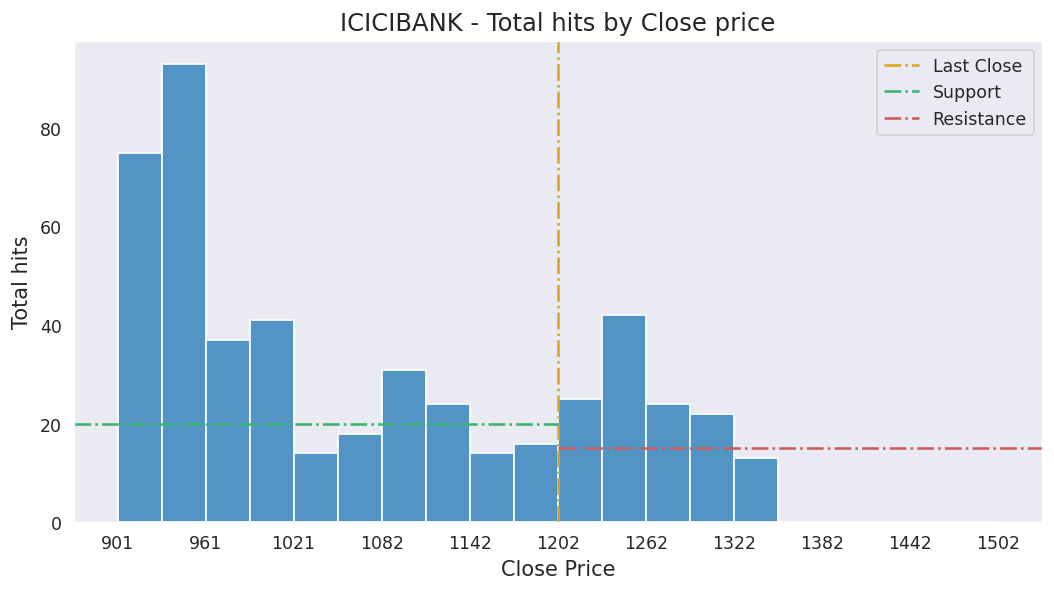 ICICIBANK - Total hits by Close price
Last Close
Support
Resistance
Total hits
80
60
40
20
0
901 961 1021 1082 1142 1202 1262 1322 1382 1442 1502
Close Price